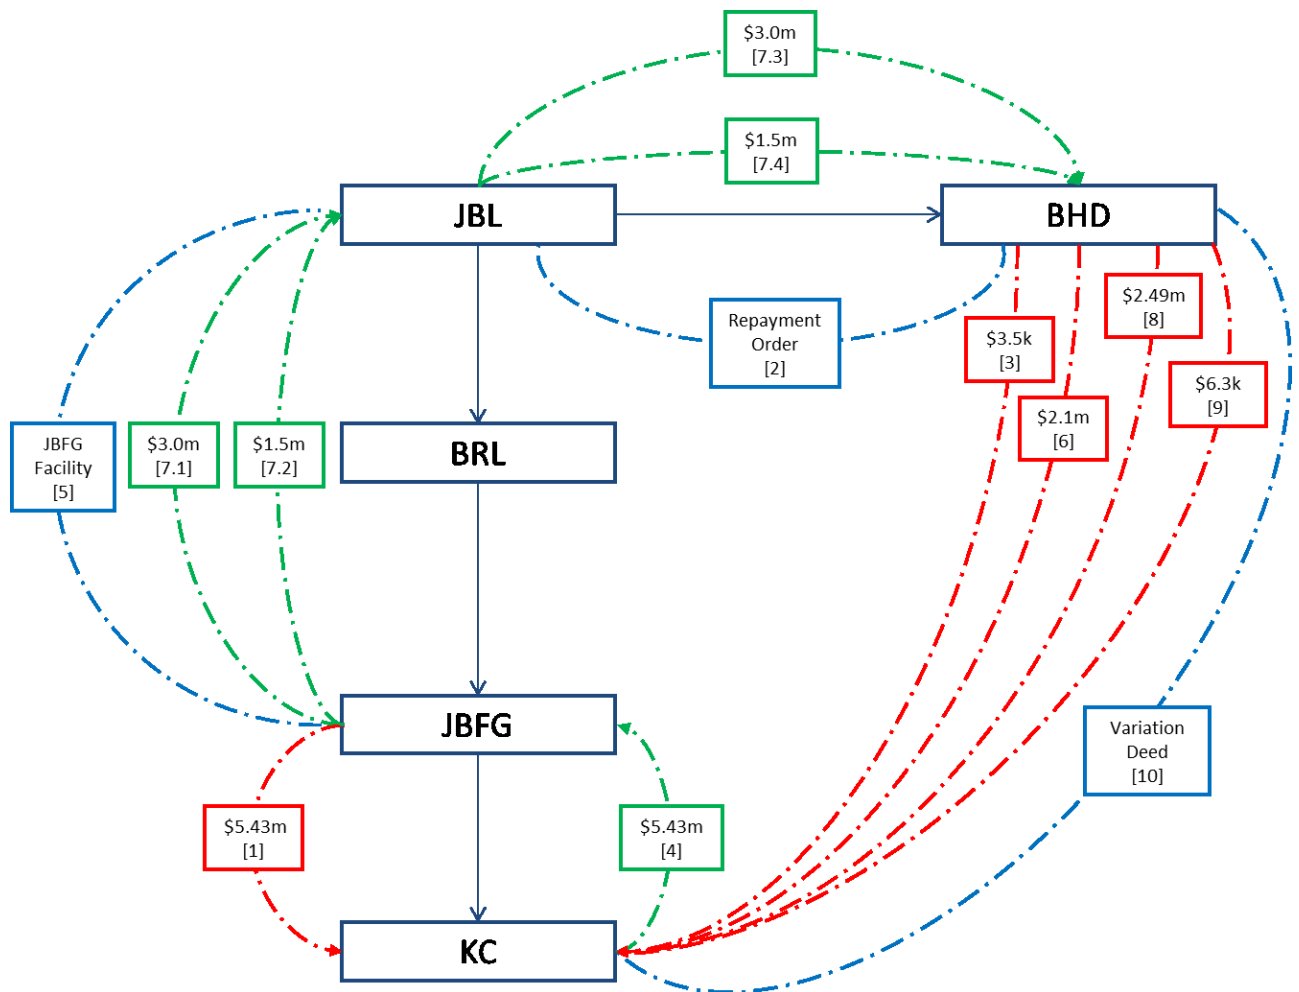 $3.0m
[7.3]
$1.5m
[7.4]
JBL
BHD
$2.49m
[8]
Repayment
Order
[2]
$3.5k
[3]
$6.3k
[9]
$2.1m
[6]
JBFG
Facility
[5]
$3.0m
[7.1]
$1.5m
[7.2]
BRL
JBFG
Variation
Deed
[10]
$5.43m
[1]
$5.43m
[4]
KC